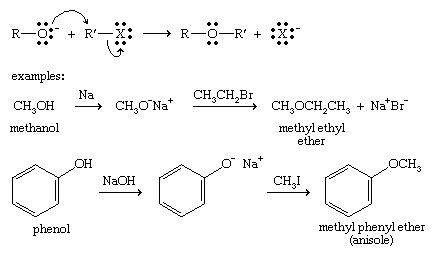 R—O:⁻ + R′—X: ⟶ R—O—R′ + :X:⁻
examples:
Na CH₃CH₂Br
CH₃OH ⟶ CH₃O⁻Na⁺ ⟶ CH₃OCH₂CH₃ + Na⁺Br⁻
methanol methyl ethyl
ether
OH O⁻ Na⁺ OCH₃
NaOH CH₃I
phenol methyl phenyl ether
(anisole)